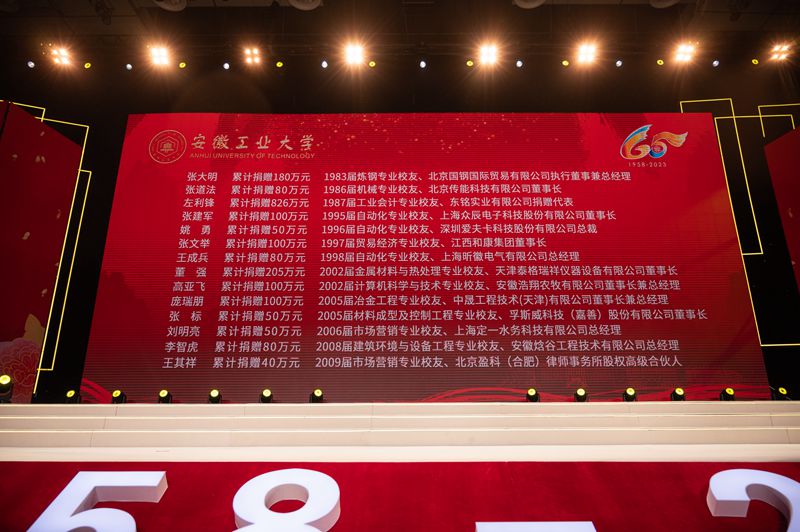 安徽工业大学
ANHUI UNIVERSITY OF TECHNOLOGY
1958-2023
张大明 累计捐赠180万元 1983届炼钢专业校友、北京国钢国际贸易有限公司执行董事兼总经理
张道法 累计捐赠80万元 1986届机械专业校友、北京传能科技有限公司董事长
左利锋 累计捐赠826万元 1987届工业会计专业校友、东铭实业有限公司捐赠代表
张建军 累计捐赠100万元 1995届自动化专业校友、上海众辰电子科技股份有限公司董事长
姚勇 累计捐赠50万元 1996届自动化专业校友、深圳爱夫卡科技股份有限公司总裁
张文举 累计捐赠100万元 1997届贸易经济专业校友、江西和康集团董事长
王成兵 累计捐赠80万元 1998届自动化专业校友、上海昕徽电气有限公司总经理
董强 累计捐赠205万元 2002届金属材料与热处理专业校友、天津泰格瑞祥仪器设备有限公司董事长
高亚飞 累计捐赠100万元 2002届计算机科学与技术专业校友、安徽浩翔农牧有限公司董事长兼总经理
庞瑞朋 累计捐赠100万元 2005届冶金工程专业校友、中晟工程技术(天津)有限公司董事长
张标 累计捐赠50万元 2005届材料成型及控制工程专业校友、孚斯威科技（嘉善）股份有限公司董事长
刘明亮 累计捐赠50万元 2006届市场营销专业校友、上海定一水务科技有限公司总经理
李智虎 累计捐赠80万元 2008届建筑环境与设备工程专业校友、安徽焓谷工程技术有限公司总经理
王其祥 累计捐赠40万元 2009届市场营销专业校友、北京盈科（合肥）律师事务所股权高级合伙人
58-2